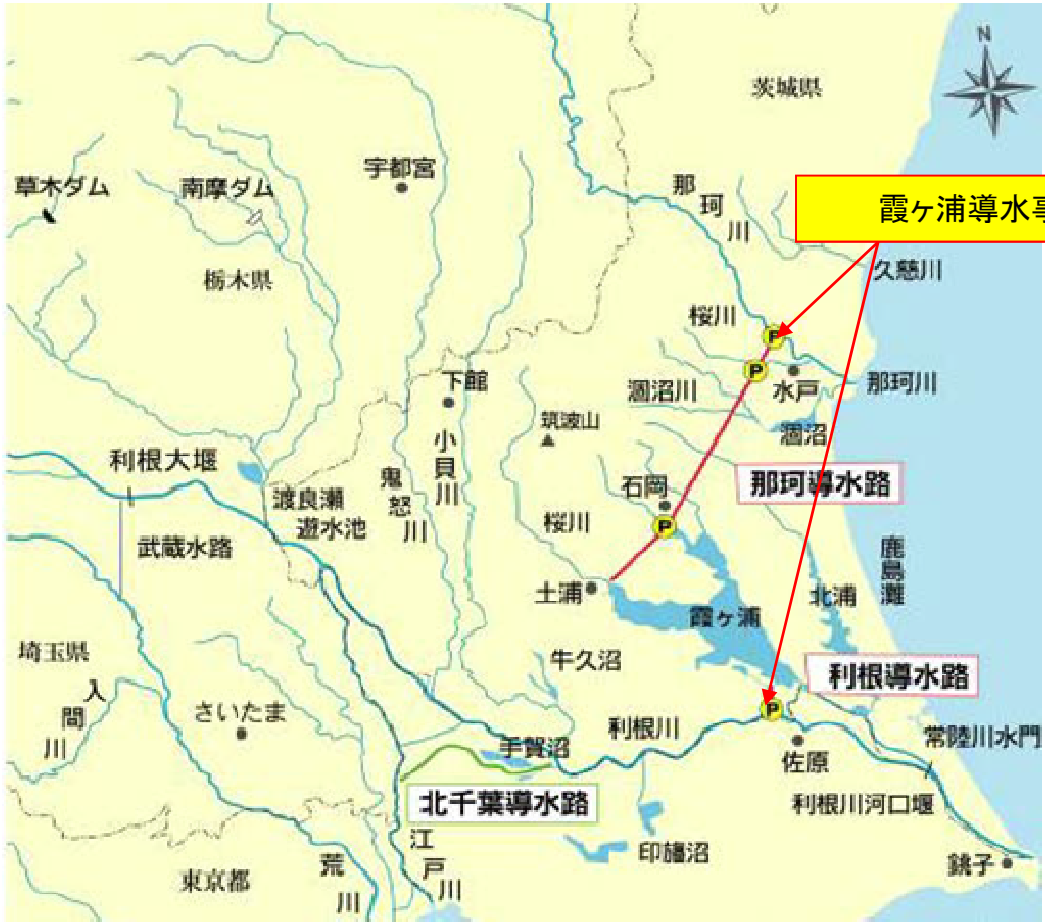 N
茨城県
宇都宮
草木ダム
南摩ダム
那珂川
霞ヶ浦導水事
久慈川
栃木県
桜川
P
P
水戸
那珂川
下館
涸沼川
筑波山
涸沼
小貝川
利根大堰
鬼怒川
石岡
那珂導水路
渡良瀬
遊水池
桜川
P
武蔵水路
鹿島灘
土浦
北浦
霞ヶ浦
埼玉県
牛久沼
利根導水路
入間川
さいたま
利根川
P
手賀沼
佐原
常陸川水門
北千葉導水路
利根川河口堰
江戸川
印旛沼
銚子
東京都
荒川